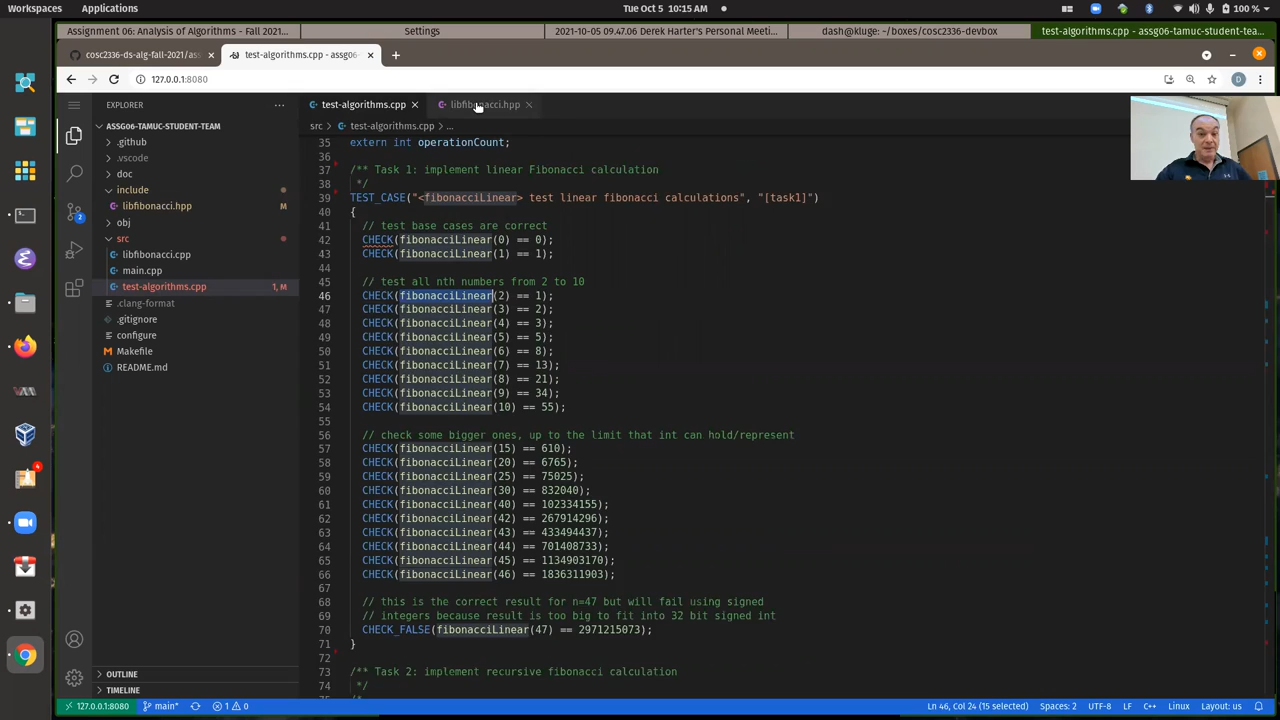 Workspaces Applications Tue Oct 5 10:15 AM 100 %
Assignment 06: Analysis of Algorithms - Fall 2021... Settings 2021-10-05 09.47.06 Derek Harter's Personal Meeti... dash@kluge: ~/boxes/cosc2336-devbox test-algorithms.cpp - assg06-tamuc-student-tea...
cosc2336-ds-alg-fall-2021/as test-algorithms.cpp - assg06-
127.0.0.1:8080 D
EXPLORER test-algorithms.cpp libfibonacci.hpp
ASSG06-TAMUC-STUDENT-TEAM src > test-algorithms.cpp > ...
.github
.vscode
doc
include
libfibonacci.hpp M
obj
src
libfibonacci.cpp
main.cpp
test-algorithms.cpp 1, M
.clang-format
.gitignore
configure
Makefile
README.md
OUTLINE
TIMELINE
35 extern int operationCount;
36
37 /** Task 1: implement linear Fibonacci calculation
38 */
39 TEST_CASE("<fibonacciLinear> test linear fibonacci calculations", "[task1]")
40 {
41 // test base cases are correct
42 CHECK(fibonacciLinear(0) == 0);
43 CHECK(fibonacciLinear(1) == 1);
44
45 // test all nth numbers from 2 to 10
46 CHECK(fibonacciLinear(2) == 1);
47 CHECK(fibonacciLinear(3) == 2);
48 CHECK(fibonacciLinear(4) == 3);
49 CHECK(fibonacciLinear(5) == 5);
50 CHECK(fibonacciLinear(6) == 8);
51 CHECK(fibonacciLinear(7) == 13);
52 CHECK(fibonacciLinear(8) == 21);
53 CHECK(fibonacciLinear(9) == 34);
54 CHECK(fibonacciLinear(10) == 55);
55
56 // check some bigger ones, up to the limit that int can hold/represent
57 CHECK(fibonacciLinear(15) == 610);
58 CHECK(fibonacciLinear(20) == 6765);
59 CHECK(fibonacciLinear(25) == 75025);
60 CHECK(fibonacciLinear(30) == 832040);
61 CHECK(fibonacciLinear(40) == 102334155);
62 CHECK(fibonacciLinear(42) == 267914296);
63 CHECK(fibonacciLinear(43) == 433494437);
64 CHECK(fibonacciLinear(44) == 701408733);
65 CHECK(fibonacciLinear(45) == 1134903170);
66 CHECK(fibonacciLinear(46) == 1836311903);
67
68 // this is the correct result for n=47 but will fail using signed
69 // integers because result is too big to fit into 32 bit signed int
70 CHECK_FALSE(fibonacciLinear(47) == 2971215073);
71 }
72
73 /** Task 2: implement recursive fibonacci calculation
74 */
127.0.0.1:8080 main* 1 0 Ln 46, Col 24 (15 selected) Spaces: 2 UTF-8 LF C++ Linux Layout: us